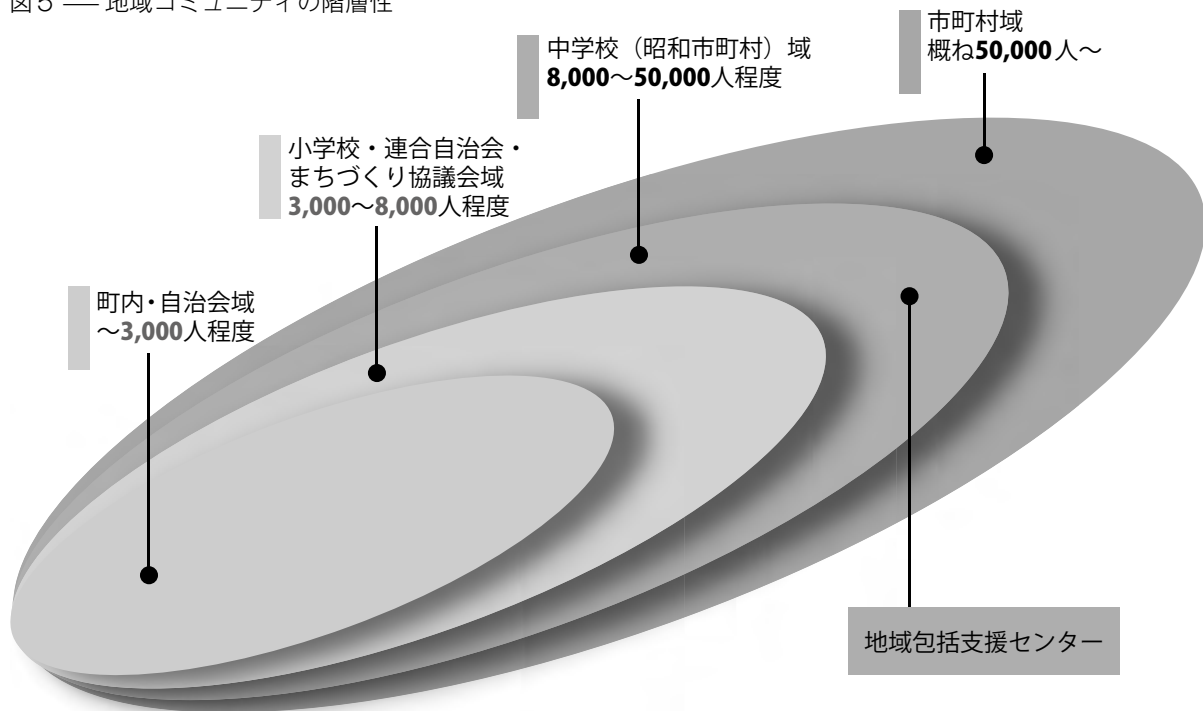 図5 ── 地域コミュニティの階層性
市町村域
概ね50,000人〜
中学校（昭和市町村）域
8,000〜50,000人程度
小学校・連合自治会・
まちづくり協議会域
3,000〜8,000人程度
町内・自治会域
〜3,000人程度
地域包括支援センター